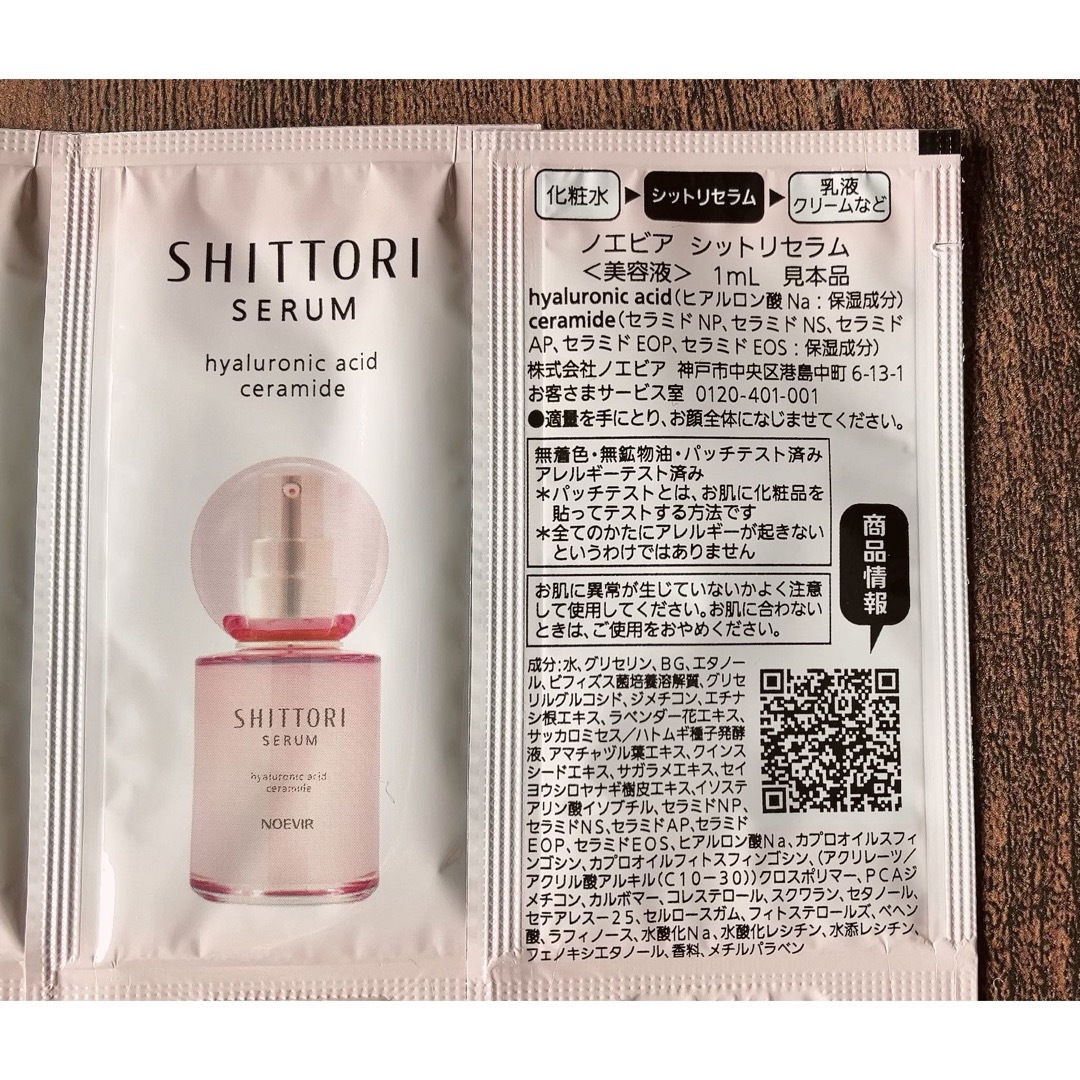 SHITTORI
SERUM
hyaluronic acid
ceramide
SHITTORI
SERUM
hyaluronic acid
ceramide
NOEVIR
化粧水 ▶ シットリセラム ▶ 乳液 クリームなど
ノエビア シットリセラム
<美容液> 1mL 見本品
hyaluronic acid(ヒアルロン酸Na:保湿成分)
ceramide(セラミドNP、セラミドNS、セラミド
AP、セラミドEOP、セラミドEOS:保湿成分)
株式会社ノエビア 神戸市中央区港島中町6-13-1
お客さまサービス室 0120-401-001
●適量を手にとり、お顔全体になじませてください。
無着色・無鉱物油・パッチテスト済み
アレルギーテスト済み
*パッチテストとは、お肌に化粧品を
貼ってテストする方法です
*全てのかたにアレルギーが起きない
というわけではありません
お肌に異常が生じていないかよく注意
して使用してください。お肌に合わない
ときは、ご使用をおやめください。
商品情報
成分:水、グリセリン、BG、エタノー
ル、ビフィズス菌培養溶解質、グリセ
リルグルコシド、ジメチコン、エチナ
シ根エキス、ラベンダー花エキス、
サッカロミセス/ハトムギ種子発酵
液、アマチャヅル葉エキス、クインス
シードエキス、サガラメエキス、セイ
ヨウシロヤナギ樹皮エキス、イソステ
アリン酸イソブチル、セラミドNP、
セラミドNS、セラミドAP、セラミド
EOP、セラミドEOS、ヒアルロン酸Na、カプロオイルスフィ
ンゴシン、カプロオイルフィトスフィンゴシン、(アクリレーツ/
アクリル酸アルキル(C10-30))クロスポリマー、PCAジ
メチコン、カルボマー、コレステロール、スクワラン、セタノール、
セテアレス-25、セルロースガム、フィトステロールズ、ベヘン
酸、ラフィノース、水酸化Na、水酸化レシチン、水添レシチン、
フェノキシエタノール、香料、メチルパラベン